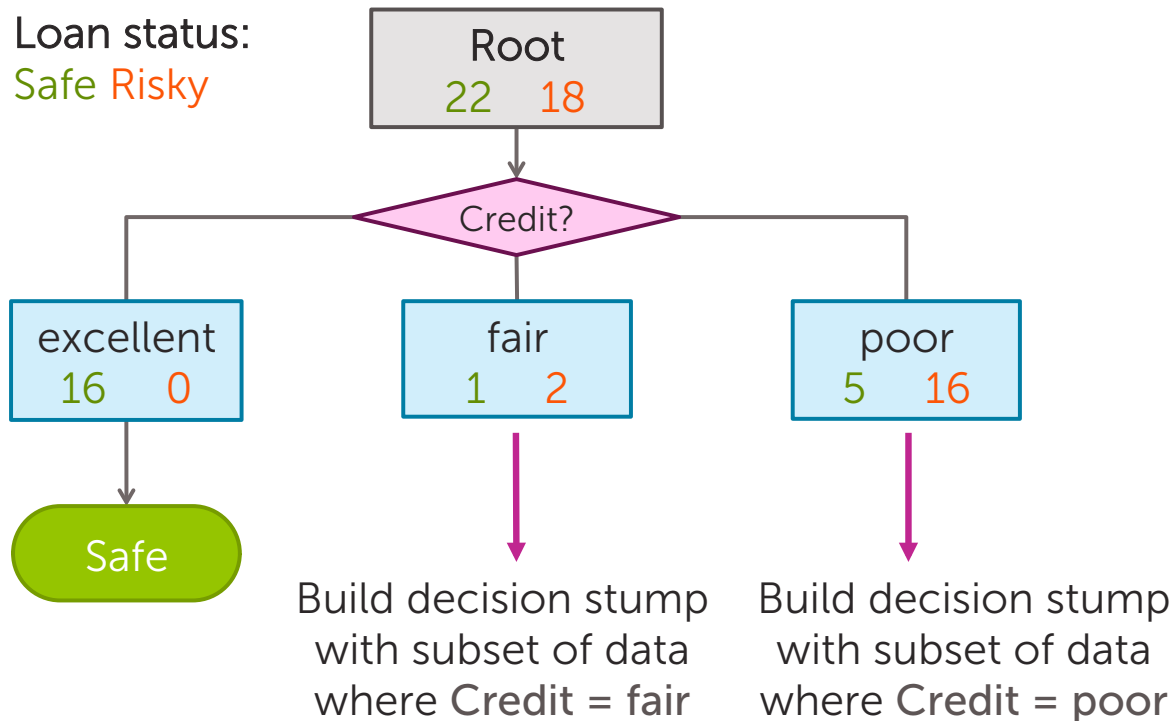 Loan status:
Safe Risky
Root
22 18
Credit?
excellent
16 0
fair
1 2
poor
5 16
Safe
Build decision stump
with subset of data
where Credit = fair
Build decision stump
with subset of data
where Credit = poor